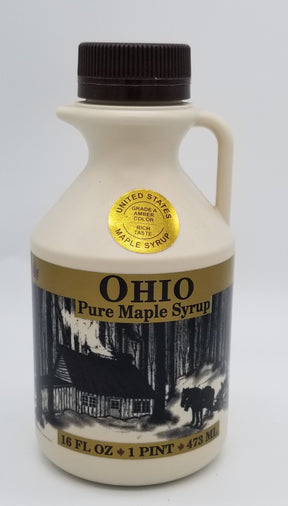 UNITED STATES
GRADE A
AMBER
COLOR
RICH
TASTE
MAPLE SYRUP
OHIO
Pure Maple Syrup
16 FL OZ 1 PINT 473 ML